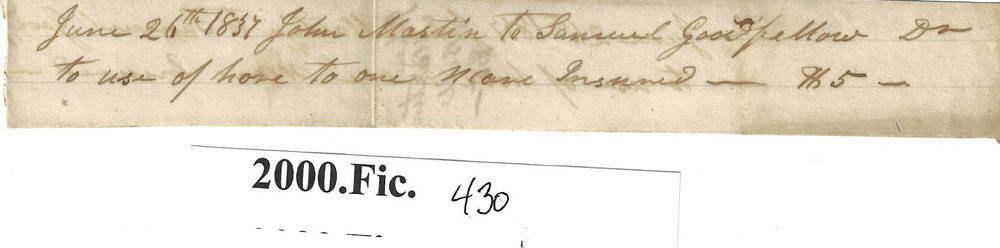 June 26th 1837 John Mastin to Samuel Goodfellow Dr
to use of hors to one Mare Insured — $5 —
2000.Fic. 430